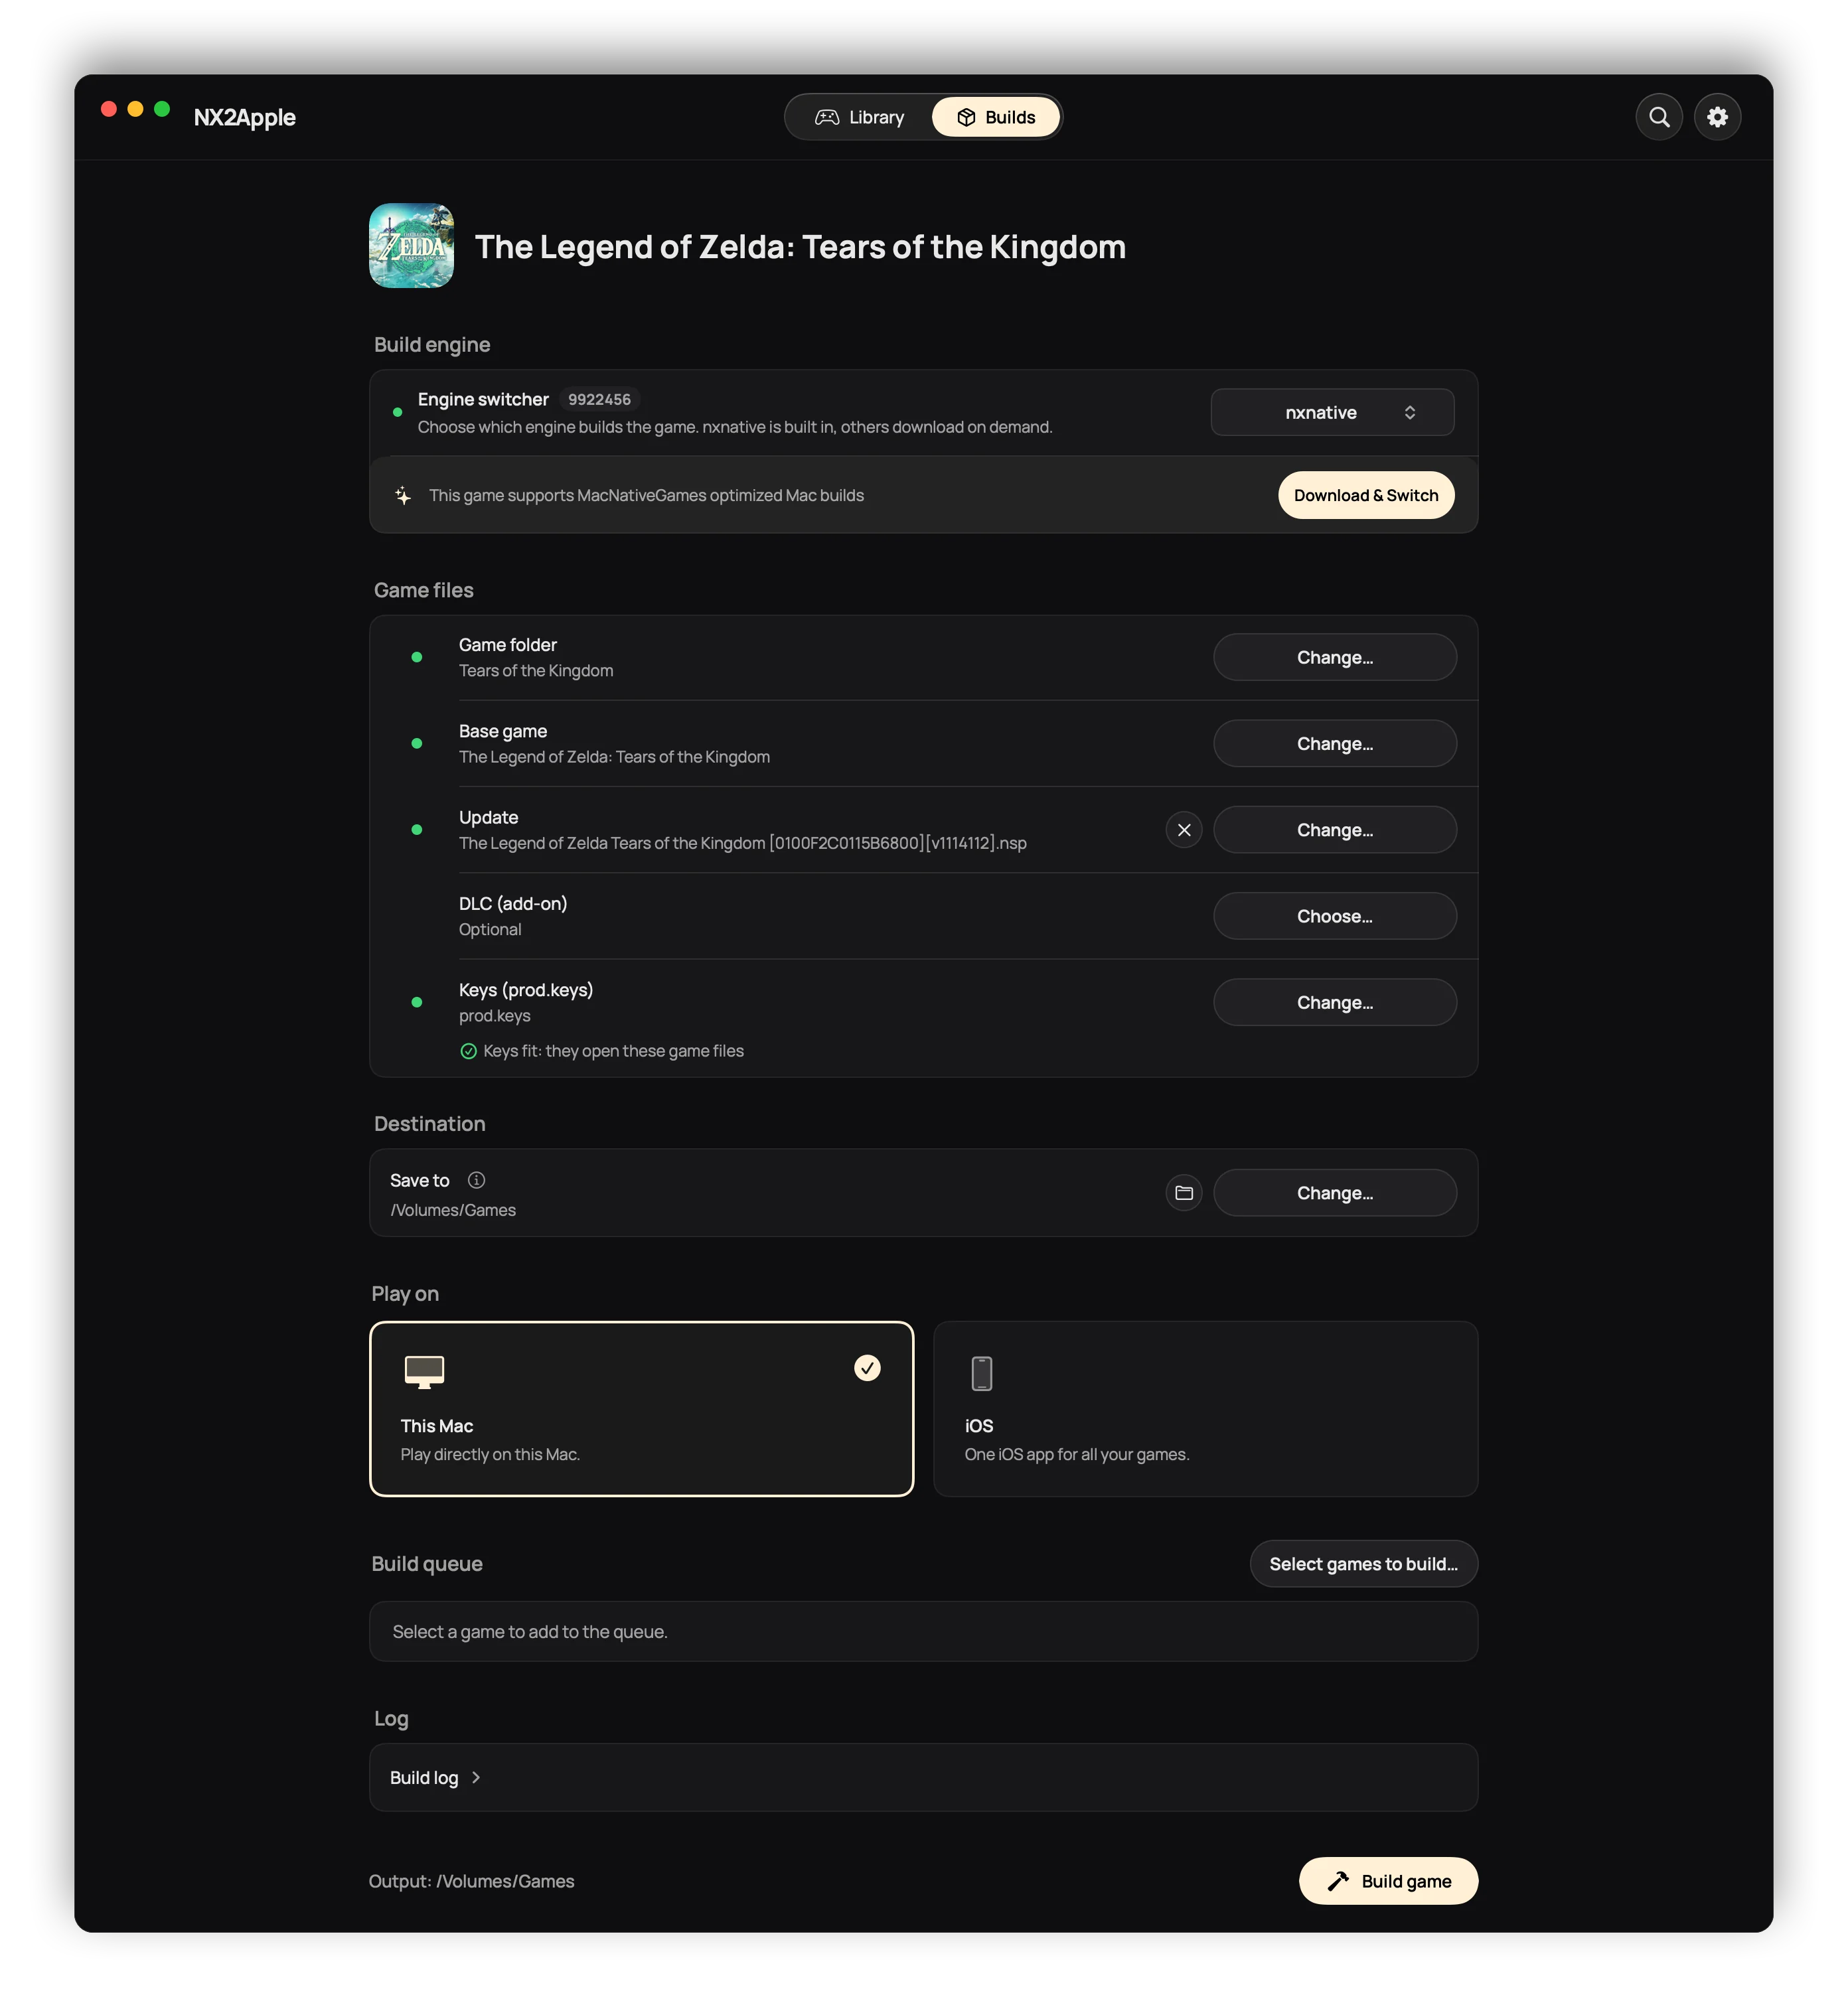 NX2Apple
Library
Builds
ZELDA
The Legend of Zelda: Tears of the Kingdom
Build engine
Engine switcher 9922456
Choose which engine builds the game. nxnative is built in, others download on demand.
nxnative
This game supports MacNativeGames optimized Mac builds
Download & Switch
Game files
Game folder
Tears of the Kingdom
Change...
Base game
The Legend of Zelda: Tears of the Kingdom
Change...
Update
The Legend of Zelda Tears of the Kingdom [0100F2C0115B6800][v1114112].nsp
Change...
DLC (add-on)
Optional
Choose...
Keys (prod.keys)
prod.keys
Change...
Keys fit: they open these game files
Destination
Save to
/Volumes/Games
Change...
Play on
This Mac
Play directly on this Mac.
iOS
One iOS app for all your games.
Build queue
Select games to build...
Select a game to add to the queue.
Log
Build log
Output: /Volumes/Games
Build game